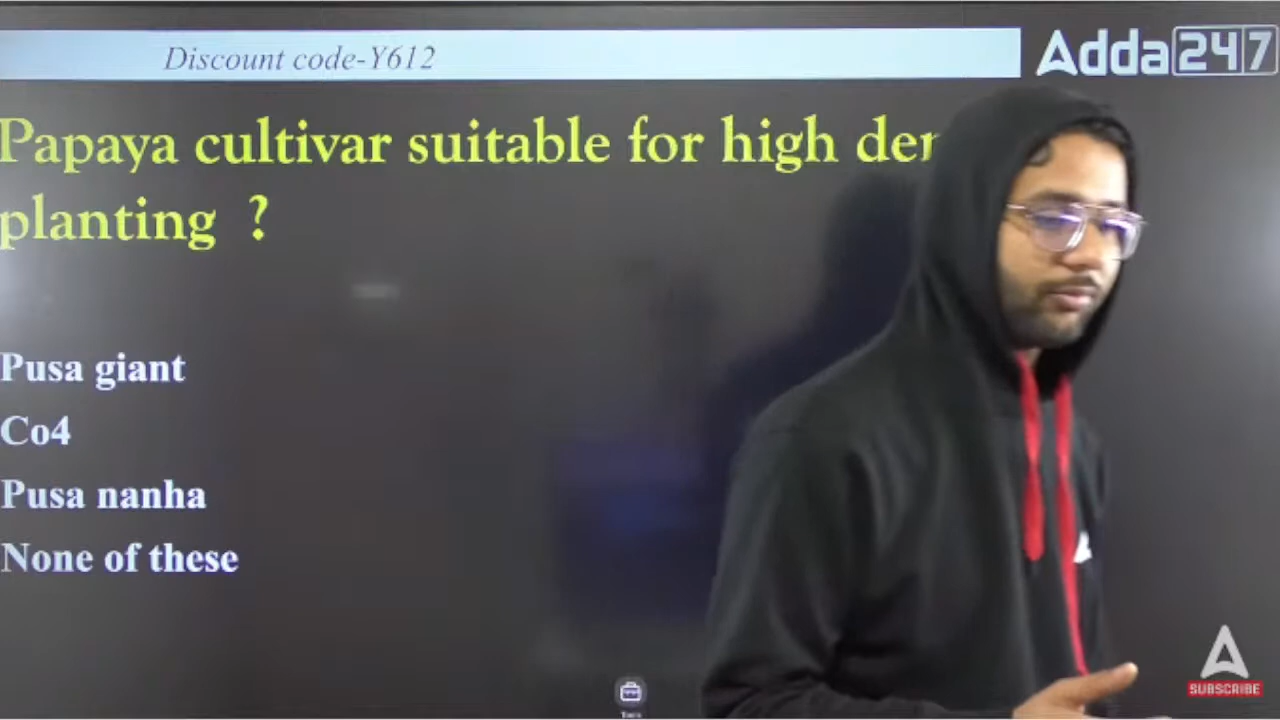 Discount code-Y612
Adda247
Papaya cultivar suitable for high
planting ?
Pusa giant
Co4
Pusa nanha
None of these
SUBSCRIBE